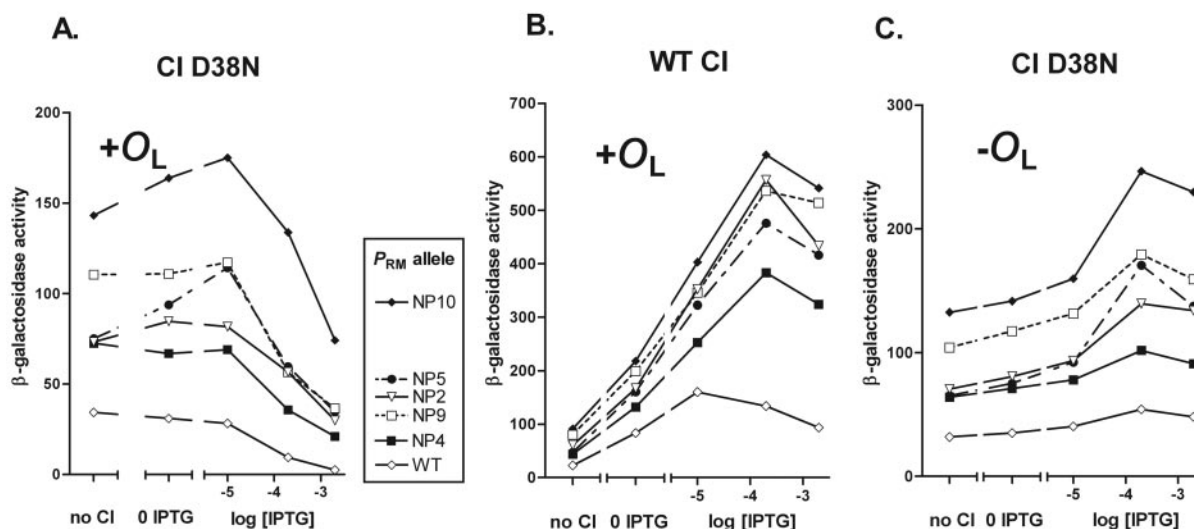 A.
CI D38N
+OL
β-galactosidase activity
200
150
100
50
0
no CI
0 IPTG
-5
-4
-3
log [IPTG]
PRM allele
NP10
NP5
NP2
NP9
NP4
WT
B.
WT CI
+OL
β-galactosidase activity
700
600
500
400
300
200
100
0
no CI
0 IPTG
-5
-4
-3
log [IPTG]
C.
CI D38N
-OL
β-galactosidase activity
300
200
100
0
no CI
0 IPTG
-5
-4
-3
log [IPTG]